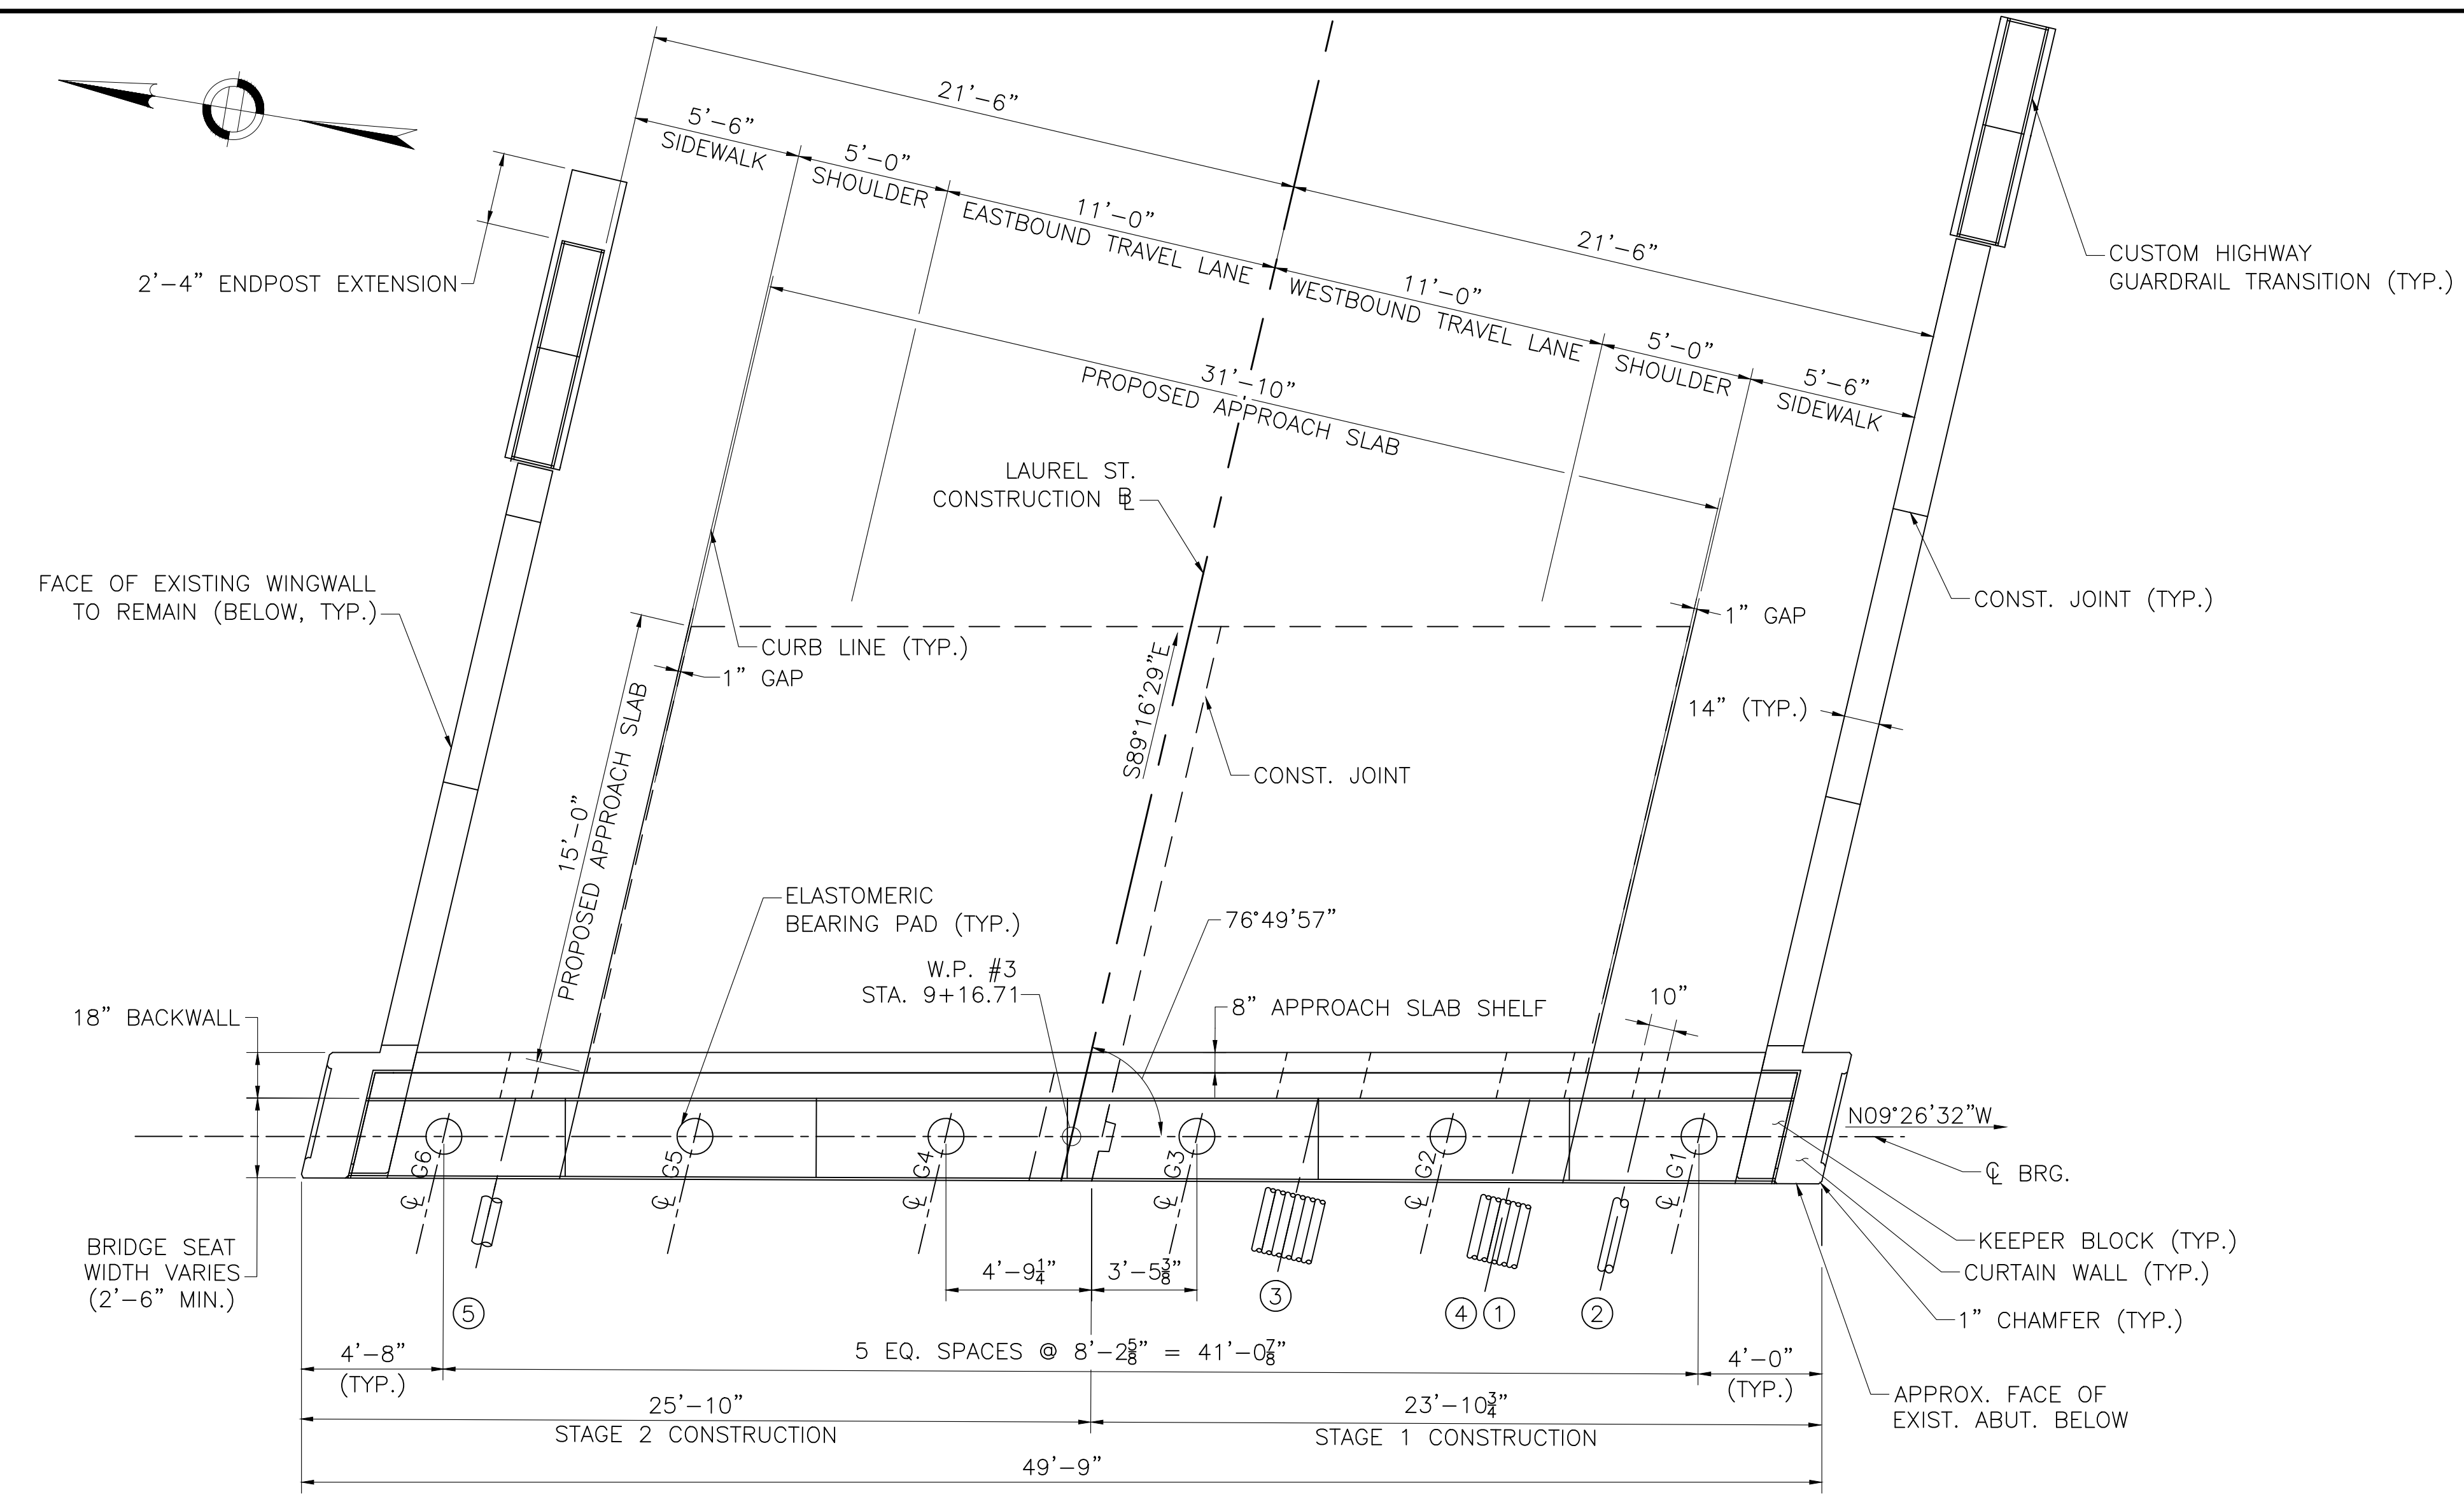 21'-6"
5'-6"
SIDEWALK
5'-0"
SHOULDER
11'-0"
EASTBOUND TRAVEL LANE
21'-6"
11'-0"
WESTBOUND TRAVEL LANE
5'-0"
SHOULDER
5'-6"
SIDEWALK
2'-4" ENDPOST EXTENSION
CUSTOM HIGHWAY
GUARDRAIL TRANSITION (TYP.)
31'-10"
PROPOSED APPROACH SLAB
LAUREL ST.
CONSTRUCTION BL
FACE OF EXISTING WINGWALL
TO REMAIN (BELOW, TYP.)
CONST. JOINT (TYP.)
1" GAP
CURB LINE (TYP.)
1" GAP
S89°16'29"E
14" (TYP.)
CONST. JOINT
15'-0"
PROPOSED APPROACH SLAB
ELASTOMERIC
BEARING PAD (TYP.)
76°49'57"
W.P. #3
STA. 9+16.71
8" APPROACH SLAB SHELF
10"
18" BACKWALL
N09°26'32"W
℄ BRG.
℄ G6
℄ G5
℄ G4
℄ G3
℄ G2
℄ G1
KEEPER BLOCK (TYP.)
CURTAIN WALL (TYP.)
1" CHAMFER (TYP.)
BRIDGE SEAT
WIDTH VARIES
(2'-6" MIN.)
4'-9¼"
3'-5⅜"
5
3
4
1
2
4'-8"
(TYP.)
5 EQ. SPACES @ 8'-2⅝" = 41'-0⅞"
4'-0"
(TYP.)
25'-10"
STAGE 2 CONSTRUCTION
23'-10¾"
STAGE 1 CONSTRUCTION
APPROX. FACE OF
EXIST. ABUT. BELOW
49'-9"